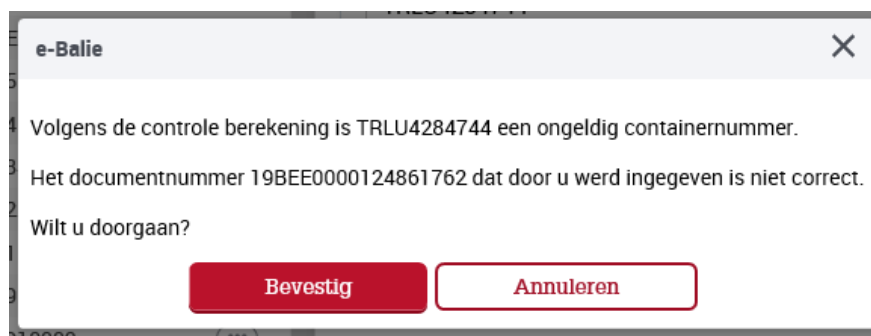 e-Balie
Volgens de controle berekening is TRLU4284744 een ongeldig containernummer.
Het documentnummer 19BEE0000124861762 dat door u werd ingegeven is niet correct.
Wilt u doorgaan?
Bevestig
Annuleren